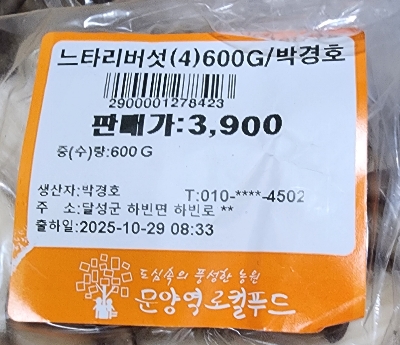 느타리버섯(4)600G/박경호
2900001278423
판매가:3,900
중(수)량:600 G
생산자:박경호 T:010-****-4502
주 소:달성군 하빈면 하빈로 **
출하일:2025-10-29 08:33
도심속의 풍성한 농원
문양역로컬푸드